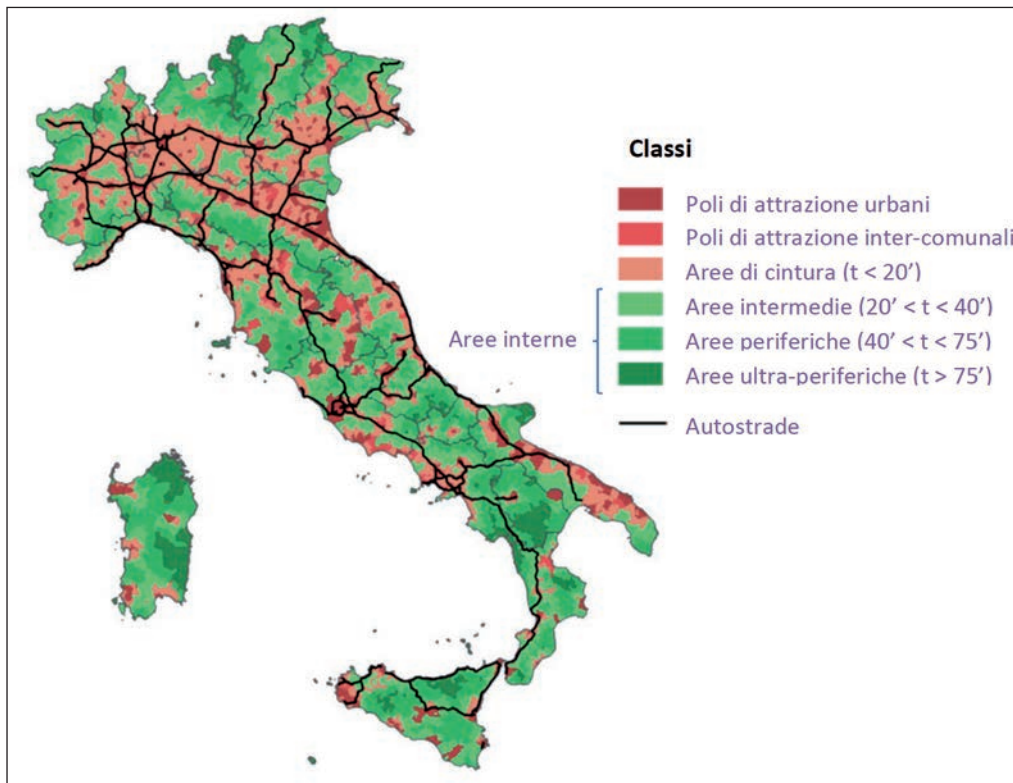 Classi
Poli di attrazione urbani
Poli di attrazione inter-comunali
Aree di cintura (t < 20’)
Aree interne
Aree intermedie (20’ < t < 40’)
Aree periferiche (40’ < t < 75’)
Aree ultra-periferiche (t > 75’)
Autostrade